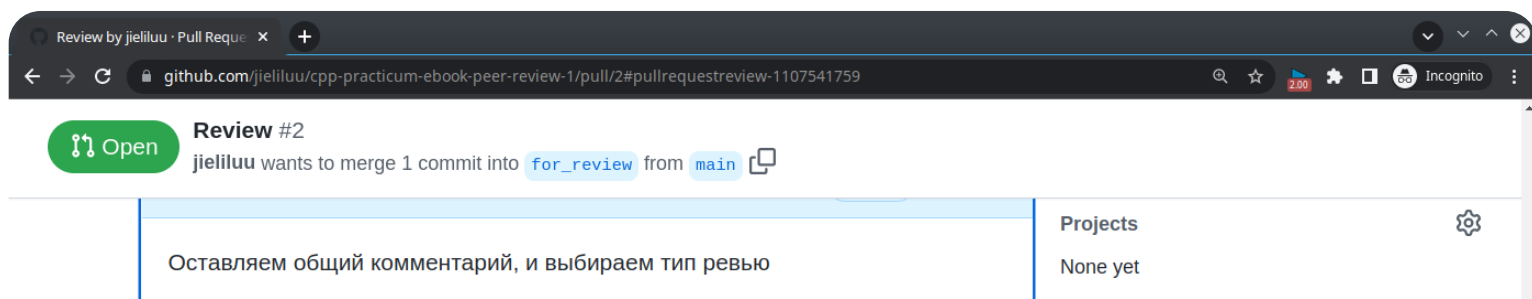 Review by jieliluu · Pull Reque
github.com/jieliluu/cpp-practicum-ebook-peer-review-1/pull/2#pullrequestreview-1107541759
2.00
Incognito
Open
Review #2
jieliluu wants to merge 1 commit into for_review from main
Оставляем общий комментарий, и выбираем тип ревью
Projects
None yet